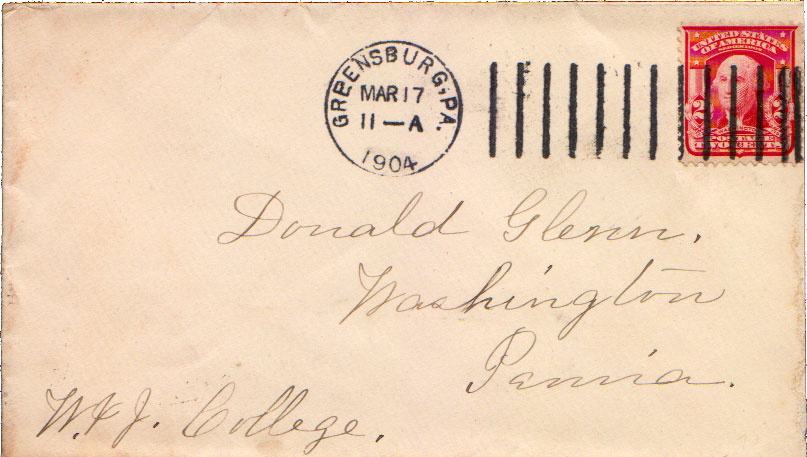 GREENSBURG, PA.
MAR 17
11 — A
1904
UNITED STATES
OF AMERICA
POSTAGE
TWO CENTS
2 2
Donald Glenn,
Washington
Penn'a.
W. & J. College.